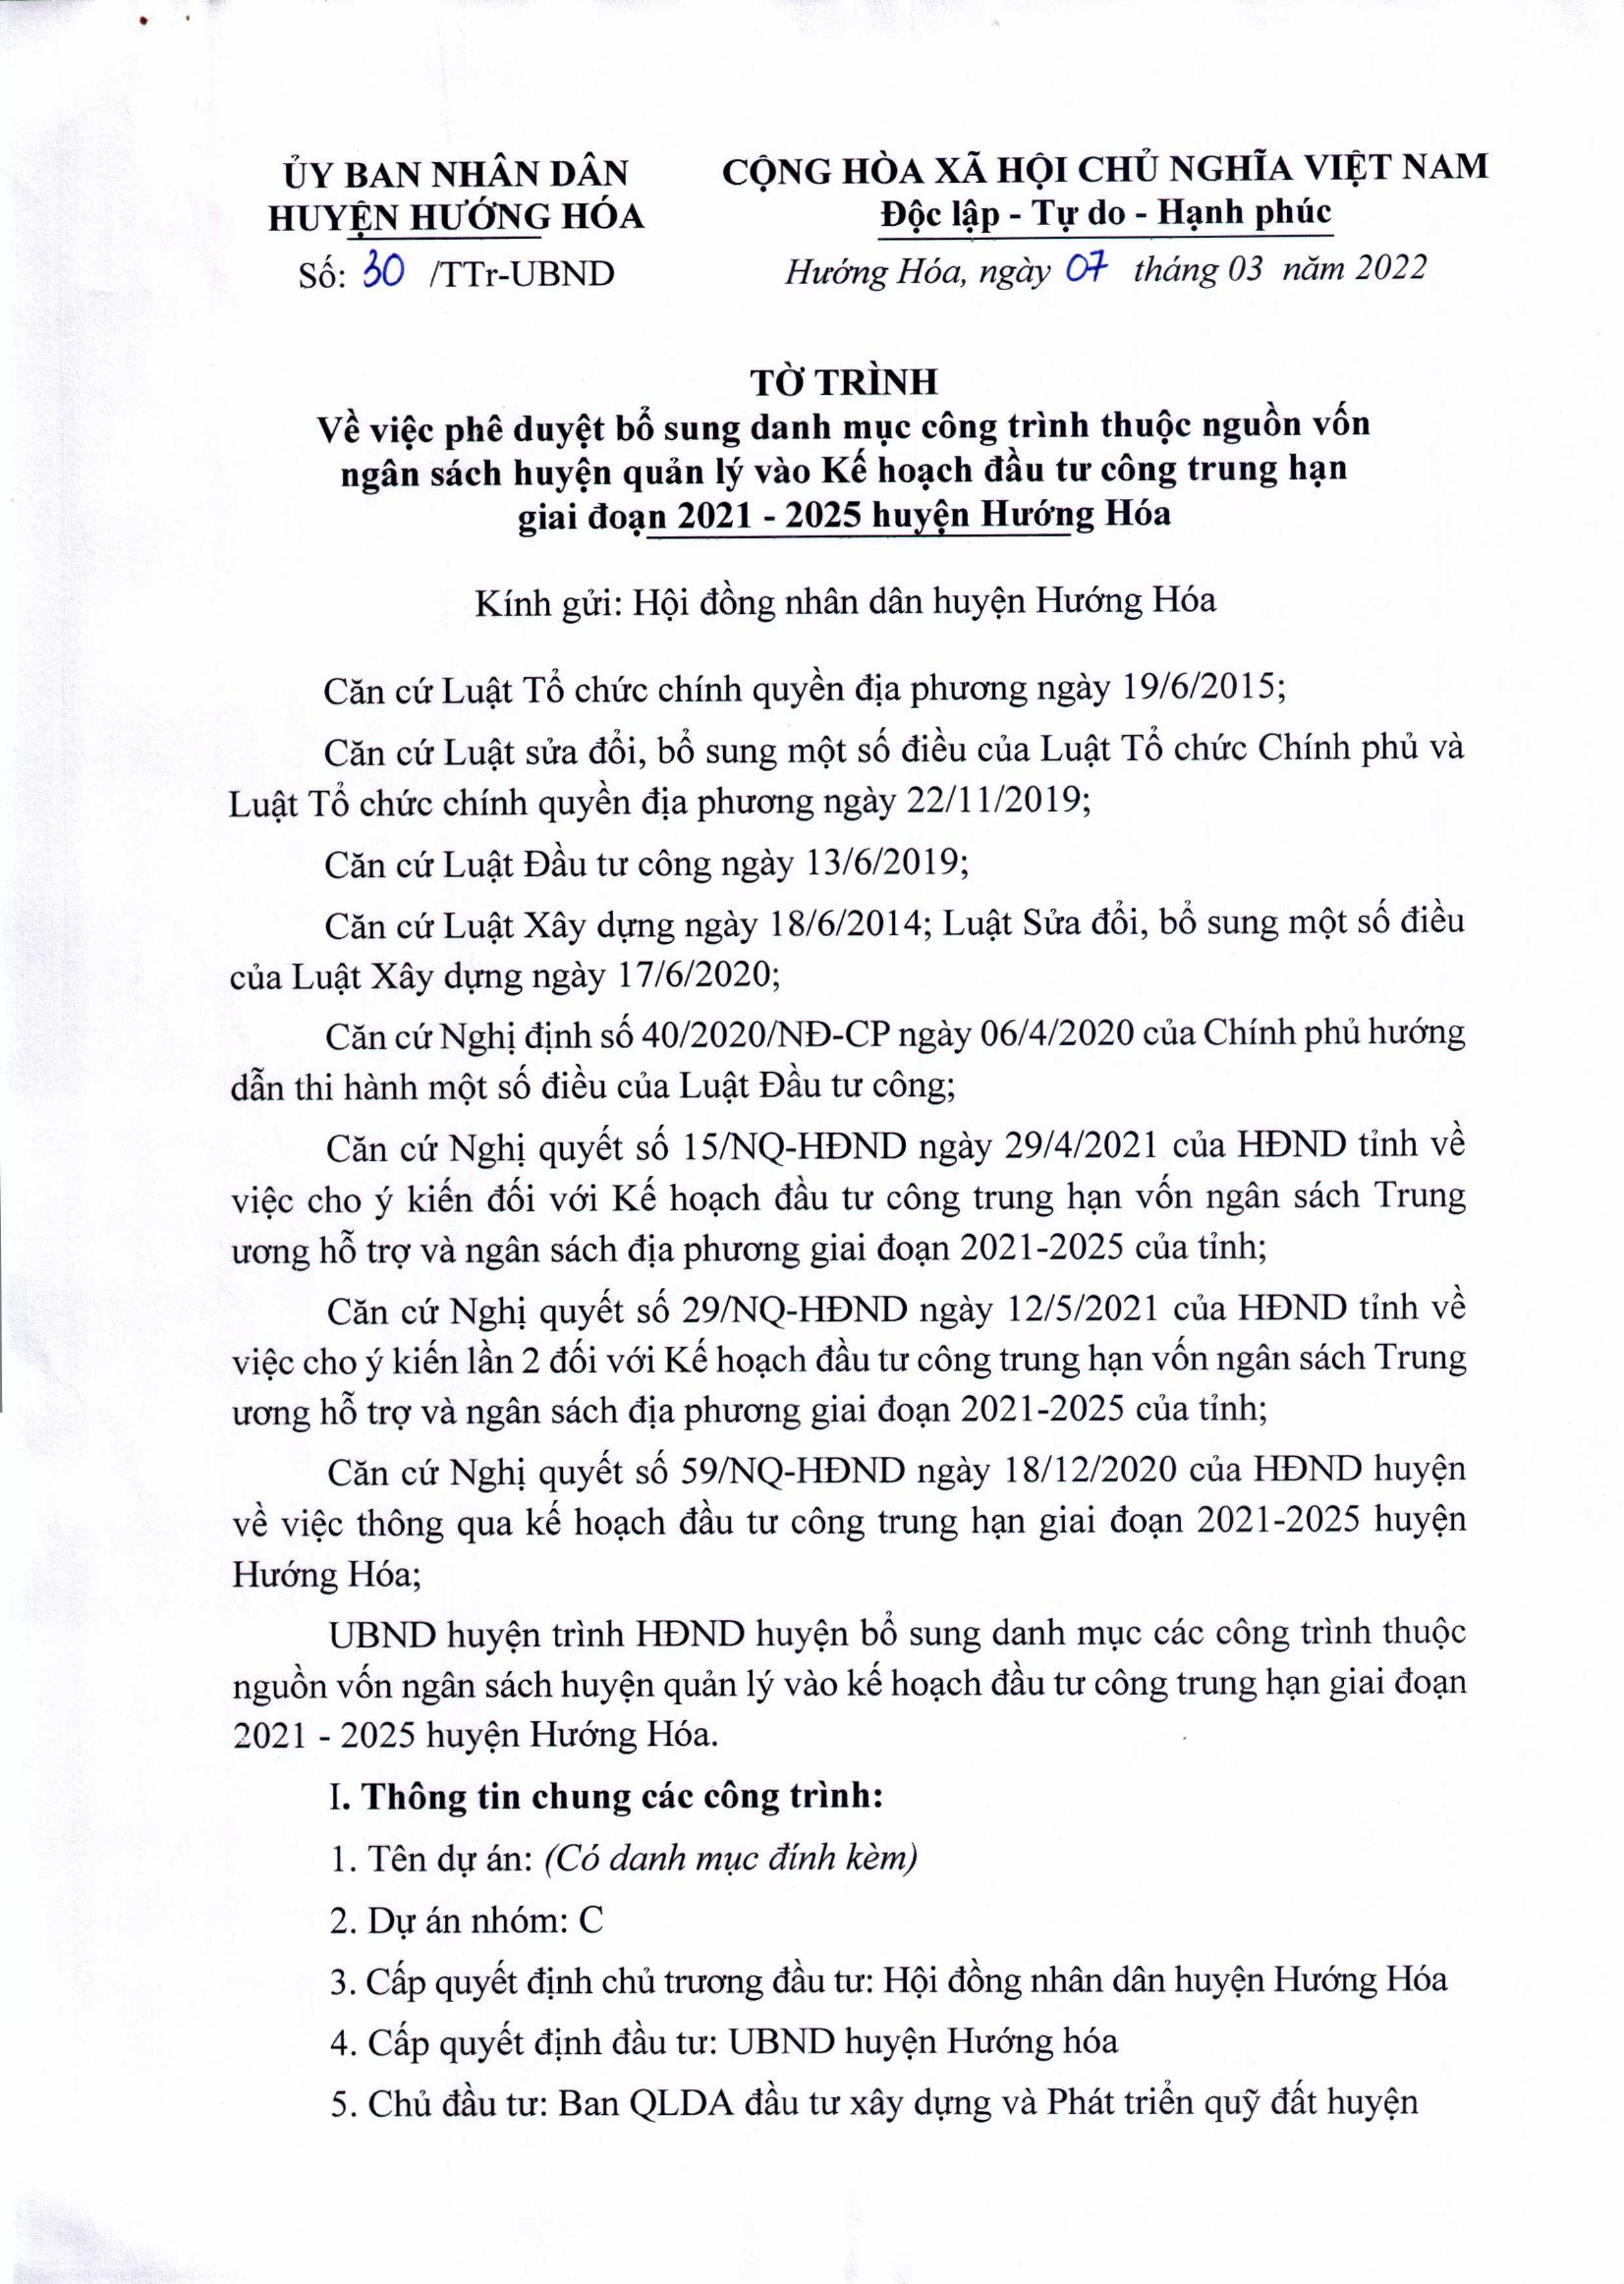 ỦY BAN NHÂN DÂN
HUYỆN HƯỚNG HÓA
Số: 30 /TTr-UBND
CỘNG HÒA XÃ HỘI CHỦ NGHĨA VIỆT NAM
Độc lập - Tự do - Hạnh phúc
Hướng Hóa, ngày 07 tháng 03 năm 2022
TỜ TRÌNH
Về việc phê duyệt bổ sung danh mục công trình thuộc nguồn vốn
ngân sách huyện quản lý vào Kế hoạch đầu tư công trung hạn
giai đoạn 2021 - 2025 huyện Hướng Hóa
Kính gửi: Hội đồng nhân dân huyện Hướng Hóa
Căn cứ Luật Tổ chức chính quyền địa phương ngày 19/6/2015;
Căn cứ Luật sửa đổi, bổ sung một số điều của Luật Tổ chức Chính phủ và
Luật Tổ chức chính quyền địa phương ngày 22/11/2019;
Căn cứ Luật Đầu tư công ngày 13/6/2019;
Căn cứ Luật Xây dựng ngày 18/6/2014; Luật Sửa đổi, bổ sung một số điều
của Luật Xây dựng ngày 17/6/2020;
Căn cứ Nghị định số 40/2020/NĐ-CP ngày 06/4/2020 của Chính phủ hướng
dẫn thi hành một số điều của Luật Đầu tư công;
Căn cứ Nghị quyết số 15/NQ-HĐND ngày 29/4/2021 của HĐND tỉnh về
việc cho ý kiến đối với Kế hoạch đầu tư công trung hạn vốn ngân sách Trung
ương hỗ trợ và ngân sách địa phương giai đoạn 2021-2025 của tỉnh;
Căn cứ Nghị quyết số 29/NQ-HĐND ngày 12/5/2021 của HĐND tỉnh về
việc cho ý kiến lần 2 đối với Kế hoạch đầu tư công trung hạn vốn ngân sách Trung
ương hỗ trợ và ngân sách địa phương giai đoạn 2021-2025 của tỉnh;
Căn cứ Nghị quyết số 59/NQ-HĐND ngày 18/12/2020 của HĐND huyện
về việc thông qua kế hoạch đầu tư công trung hạn giai đoạn 2021-2025 huyện
Hướng Hóa;
UBND huyện trình HĐND huyện bổ sung danh mục các công trình thuộc
nguồn vốn ngân sách huyện quản lý vào kế hoạch đầu tư công trung hạn giai đoạn
2021 - 2025 huyện Hướng Hóa.
I. Thông tin chung các công trình:
1. Tên dự án: (Có danh mục đính kèm)
2. Dự án nhóm: C
3. Cấp quyết định chủ trương đầu tư: Hội đồng nhân dân huyện Hướng Hóa
4. Cấp quyết định đầu tư: UBND huyện Hướng hóa
5. Chủ đầu tư: Ban QLDA đầu tư xây dựng và Phát triển quỹ đất huyện